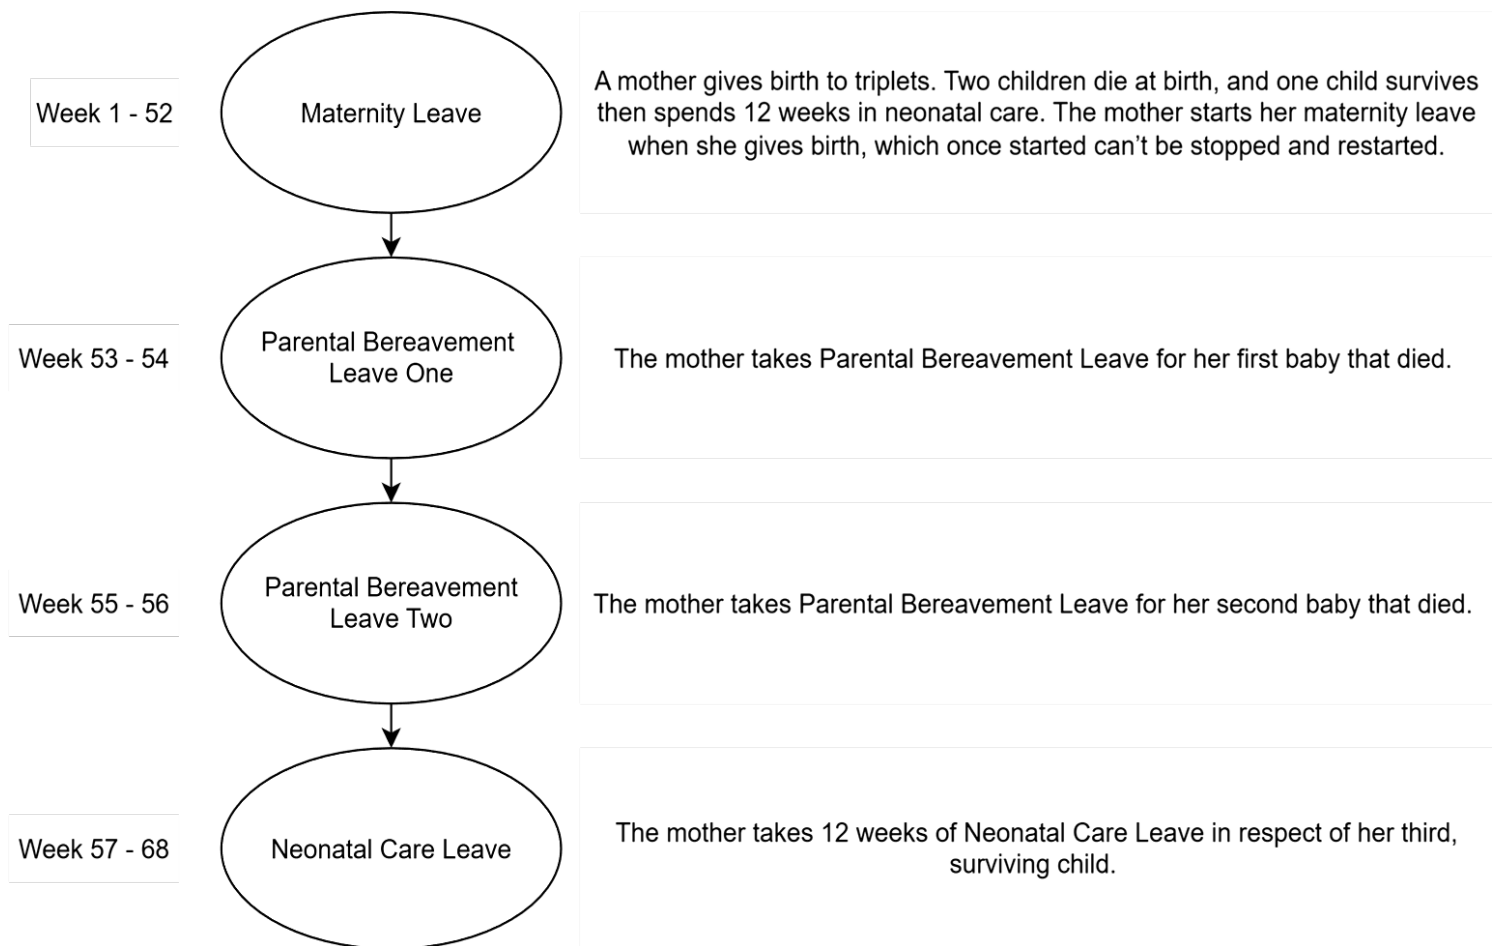 Week 1 - 52
Maternity Leave
A mother gives birth to triplets. Two children die at birth, and one child survives
then spends 12 weeks in neonatal care. The mother starts her maternity leave
when she gives birth, which once started can’t be stopped and restarted.
Week 53 - 54
Parental Bereavement
Leave One
The mother takes Parental Bereavement Leave for her first baby that died.
Week 55 - 56
Parental Bereavement
Leave Two
The mother takes Parental Bereavement Leave for her second baby that died.
Week 57 - 68
Neonatal Care Leave
The mother takes 12 weeks of Neonatal Care Leave in respect of her third,
surviving child.